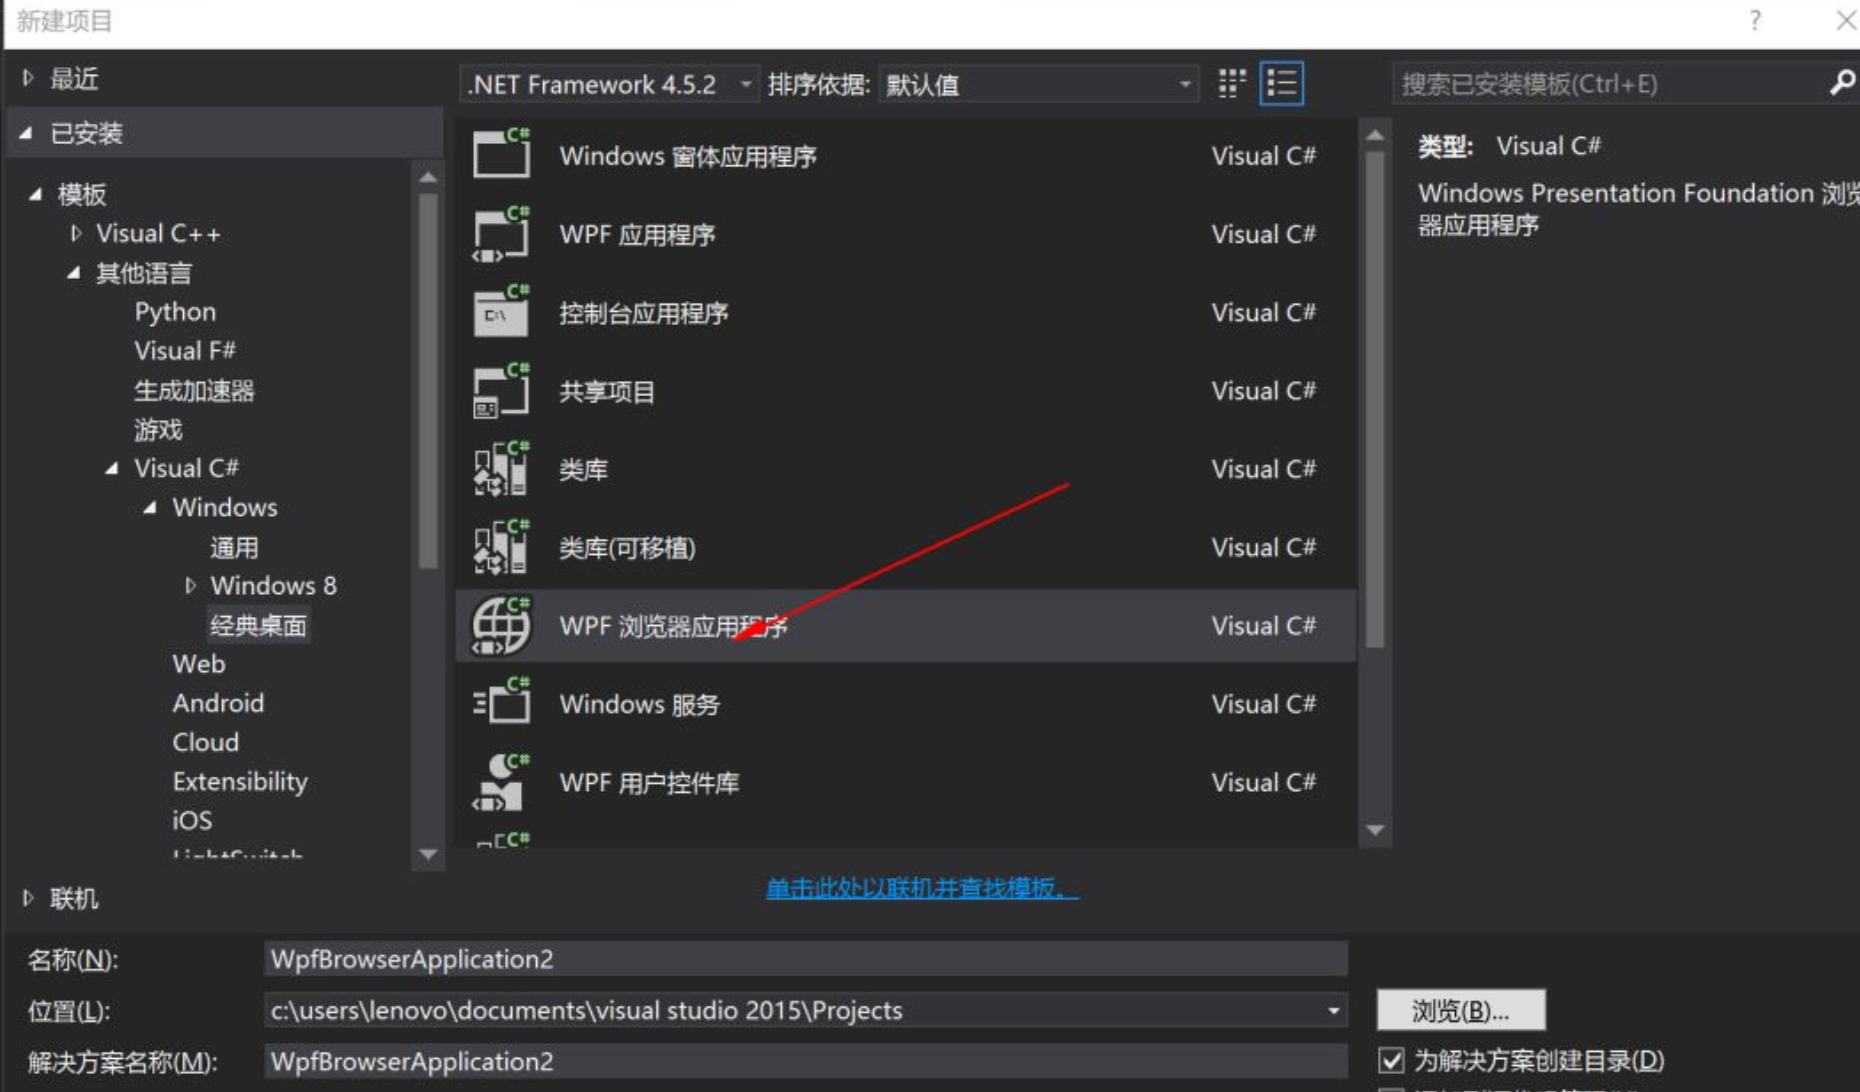 新建项目
?
最近
.NET Framework 4.5.2
排序依据:
默认值
搜索已安装模板(Ctrl+E)
已安装
模板
Visual C++
其他语言
Python
Visual F#
生成加速器
游戏
Visual C#
Windows
通用
Windows 8
经典桌面
Web
Android
Cloud
Extensibility
iOS
LightSwitch
联机
Windows 窗体应用程序 Visual C#
WPF 应用程序 Visual C#
控制台应用程序 Visual C#
共享项目 Visual C#
类库 Visual C#
类库(可移植) Visual C#
WPF 浏览器应用程序 Visual C#
Windows 服务 Visual C#
WPF 用户控件库 Visual C#
单击此处以联机并查找模板。
类型: Visual C#
Windows Presentation Foundation 浏览
器应用程序
名称(N): WpfBrowserApplication2
位置(L): c:\users\lenovo\documents\visual studio 2015\Projects
浏览(B)...
解决方案名称(M): WpfBrowserApplication2
为解决方案创建目录(D)